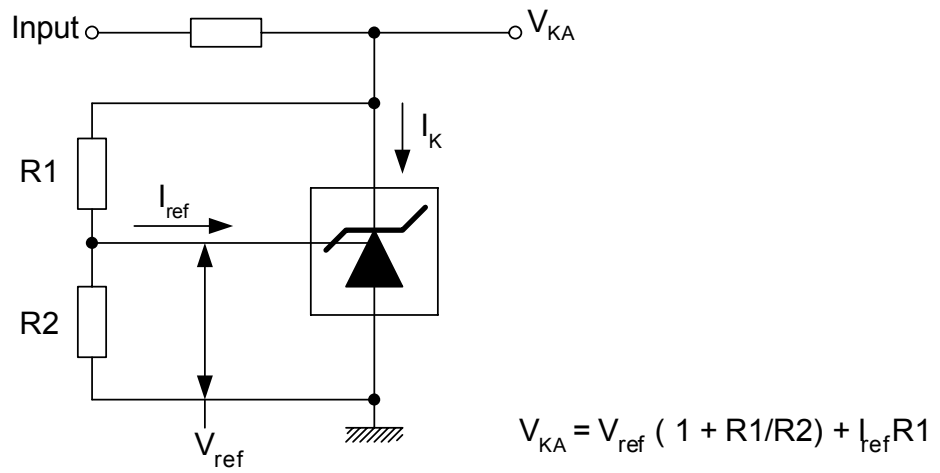 Input
V_KA
I_K
R1
I_ref
R2
V_ref
V_KA = V_ref ( 1 + R1/R2) + I_ref R1